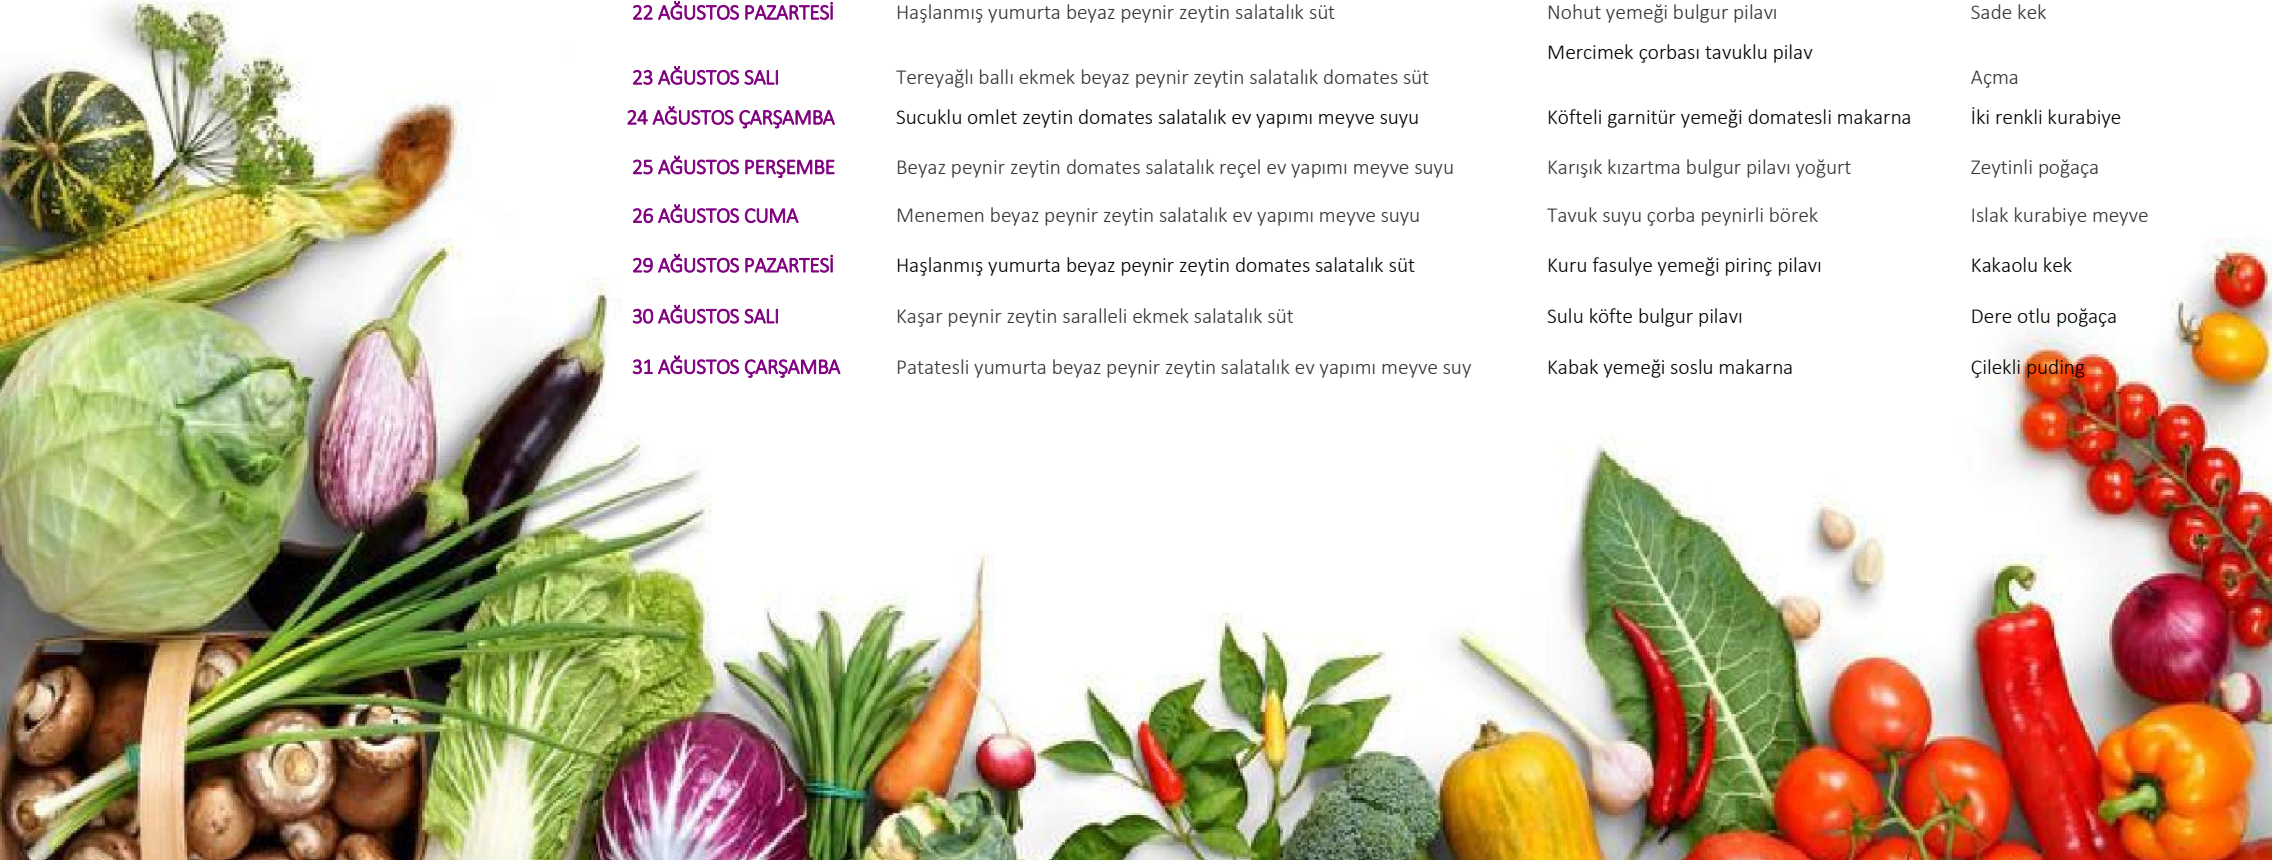 22 AĞUSTOS PAZARTESİ Haşlanmış yumurta beyaz peynir zeytin salatalık süt Nohut yemeği bulgur pilavı Sade kek
Mercimek çorbası tavuklu pilav
23 AĞUSTOS SALI Tereyağlı ballı ekmek beyaz peynir zeytin salatalık domates süt Açma
24 AĞUSTOS ÇARŞAMBA Sucuklu omlet zeytin domates salatalık ev yapımı meyve suyu Köfteli garnitür yemeği domatesli makarna İki renkli kurabiye
25 AĞUSTOS PERŞEMBE Beyaz peynir zeytin domates salatalık reçel ev yapımı meyve suyu Karışık kızartma bulgur pilavı yoğurt Zeytinli poğaça
26 AĞUSTOS CUMA Menemen beyaz peynir zeytin salatalık ev yapımı meyve suyu Tavuk suyu çorba peynirli börek Islak kurabiye meyve
29 AĞUSTOS PAZARTESİ Haşlanmış yumurta beyaz peynir zeytin domates salatalık süt Kuru fasulye yemeği pirinç pilavı Kakaolu kek
30 AĞUSTOS SALI Kaşar peynir zeytin saralleli ekmek salatalık süt Sulu köfte bulgur pilavı Dere otlu poğaça
31 AĞUSTOS ÇARŞAMBA Patatesli yumurta beyaz peynir zeytin salatalık ev yapımı meyve suy Kabak yemeği soslu makarna Çilekli puding